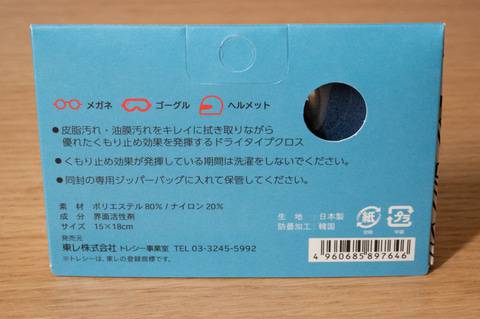 メガネ ゴーグル ヘルメット
●皮脂汚れ・油膜汚れをキレイに拭き取りながら
優れたくもり止め効果を発揮するドライタイプクロス
●くもり止め効果が発揮している期間は洗濯をしないでください。
●同封の専用ジッパーバッグに入れて保管してください。
素 材 ポリエステル80% / ナイロン20%
成 分 界面活性剤
サイズ 15×18cm
発売元
東レ株式会社 トレシー事業室 TEL 03-3245-5992
※トレシーは、東レの登録商標です。
生 地：日本製
防曇加工：韓国
紙
プラ
4 960685 897646